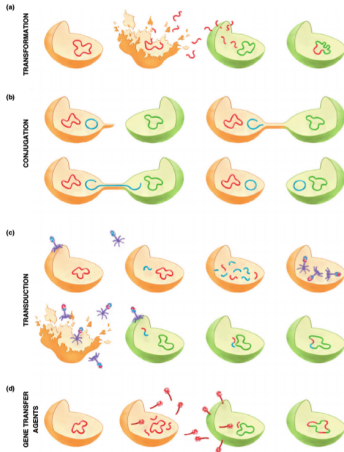 (a)
TRANSFORMATION
(b)
CONJUGATION
(c)
TRANSDUCTION
(d)
GENE TRANSFER
AGENTS